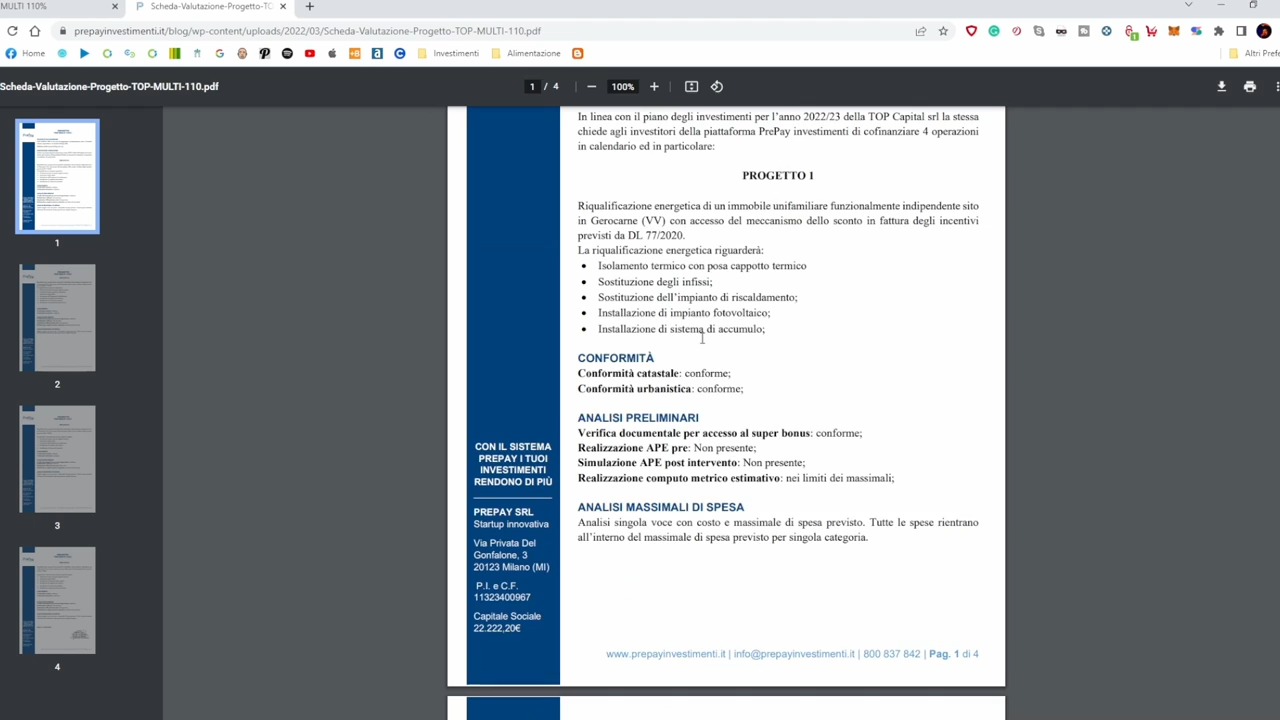 MULTI 110%
Scheda-Valutazione-Progetto-TO
prepayinvestimenti.it/blog/wp-content/uploads/2022/03/Scheda-Valutazione-Progetto-TOP-MULTI-110.pdf
Home
Investimenti
Alimentazione
Altri Prefe
Scheda-Valutazione-Progetto-TOP-MULTI-110.pdf
1 / 4
100%
1
2
3
4
In linea con il piano degli investimenti per l'anno 2022/23 della TOP Capital srl la stessa
chiede agli investitori della piattaforma PrePay investimenti di cofinanziare 4 operazioni
in calendario ed in particolare:
PROGETTO 1
Riqualificazione energetica di un immobile unifamiliare funzionalmente indipendente sito
in Gerocarne (VV) con accesso del meccanismo dello sconto in fattura degli incentivi
previsti da DL 77/2020.
La riqualificazione energetica riguarderà:
• Isolamento termico con posa cappotto termico
• Sostituzione degli infissi;
• Sostituzione dell'impianto di riscaldamento;
• Installazione di impianto fotovoltaico;
• Installazione di sistema di accumulo;
CONFORMITÀ
Conformità catastale: conforme;
Conformità urbanistica: conforme;
ANALISI PRELIMINARI
Verifica documentale per accesso al super bonus: conforme;
Realizzazione APE pre: Non presente;
Simulazione APE post intervento: Non presente;
Realizzazione computo metrico estimativo: nei limiti dei massimali;
ANALISI MASSIMALI DI SPESA
Analisi singola voce con costo e massimale di spesa previsto. Tutte le spese rientrano
all'interno del massimale di spesa previsto per singola categoria.
CON IL SISTEMA
PREPAY I TUOI
INVESTIMENTI
RENDONO DI PIÙ
PREPAY SRL
Startup innovativa
Via Privata Del
Gonfalone, 3
20123 Milano (MI)
P.I. e C.F.
11323400967
Capitale Sociale
22.222,20€
www.prepayinvestimenti.it | info@prepayinvestimenti.it | 800 837 842 | Pag. 1 di 4